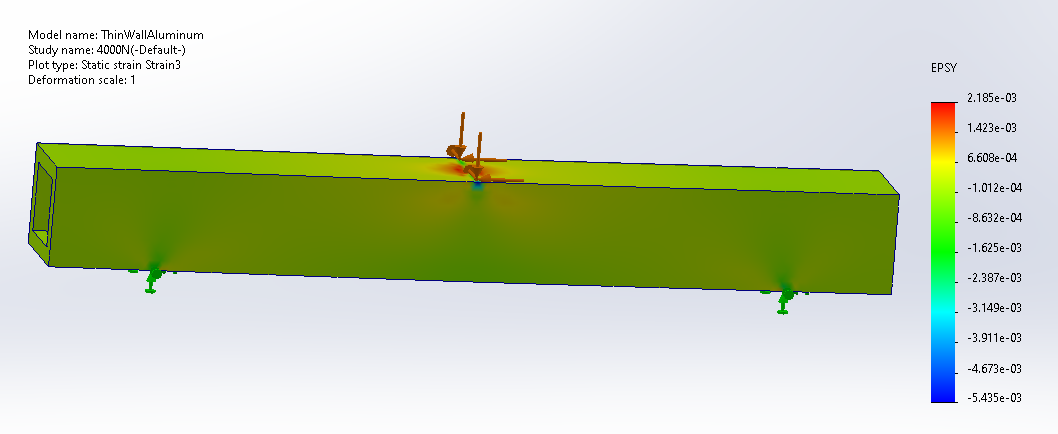 Model name: ThinWallAluminum
Study name: 4000N(-Default-)
Plot type: Static strain Strain3
Deformation scale: 1
EPSY
2.185e-03
1.423e-03
6.608e-04
-1.012e-04
-8.632e-04
-1.625e-03
-2.387e-03
-3.149e-03
-3.911e-03
-4.673e-03
-5.435e-03